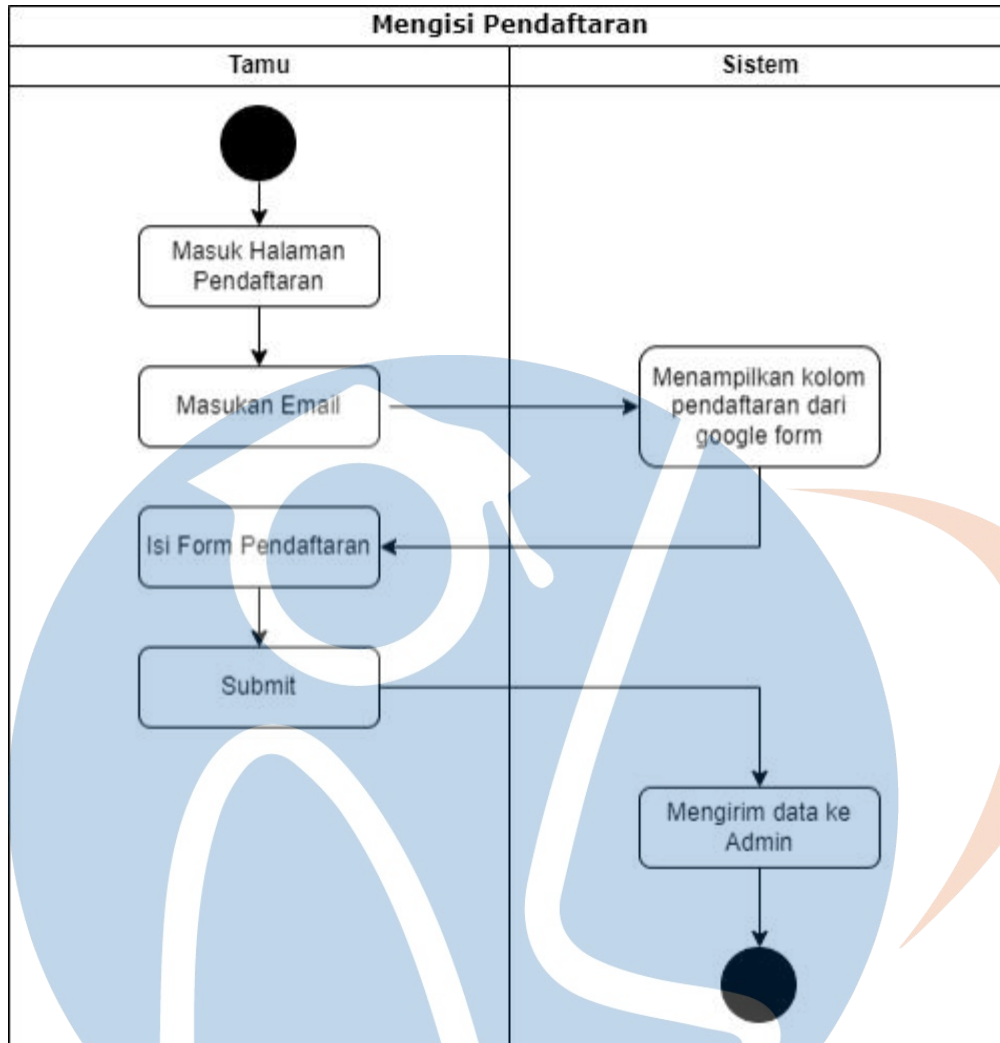 Mengisi Pendaftaran
Tamu
Sistem
Masuk Halaman
Pendaftaran
Masukan Email
Menampilkan kolom
pendaftaran dari
google form
Isi Form Pendaftaran
Submit
Mengirim data ke
Admin